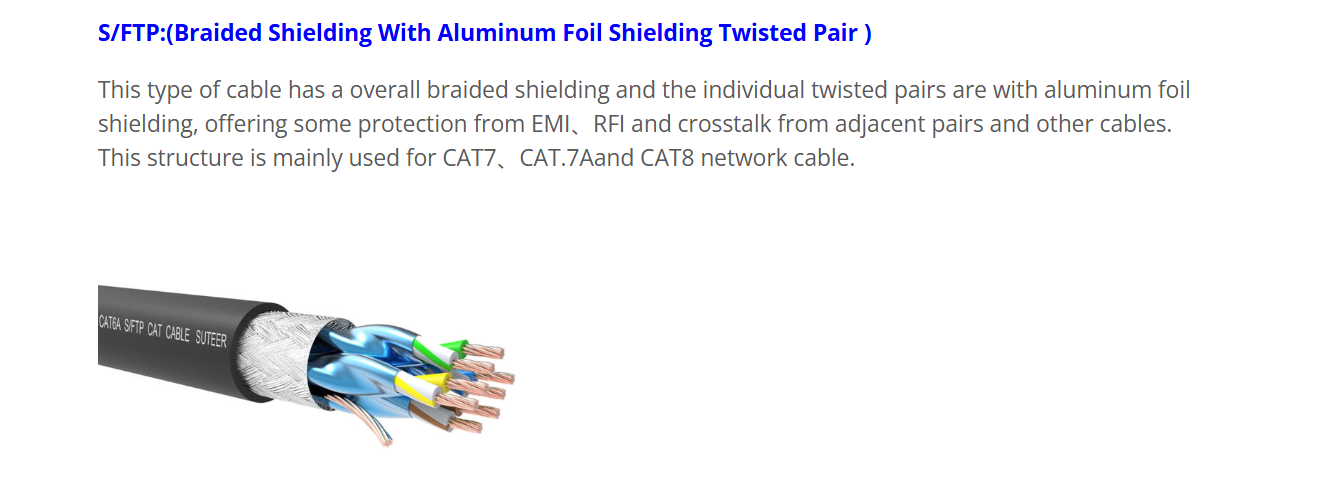 S/FTP:(Braided Shielding With Aluminum Foil Shielding Twisted Pair )
This type of cable has a overall braided shielding and the individual twisted pairs are with aluminum foil
shielding, offering some protection from EMI、RFI and crosstalk from adjacent pairs and other cables.
This structure is mainly used for CAT7、CAT.7Aand CAT8 network cable.
CAT6A S/FTP CAT CABLE SUTEER